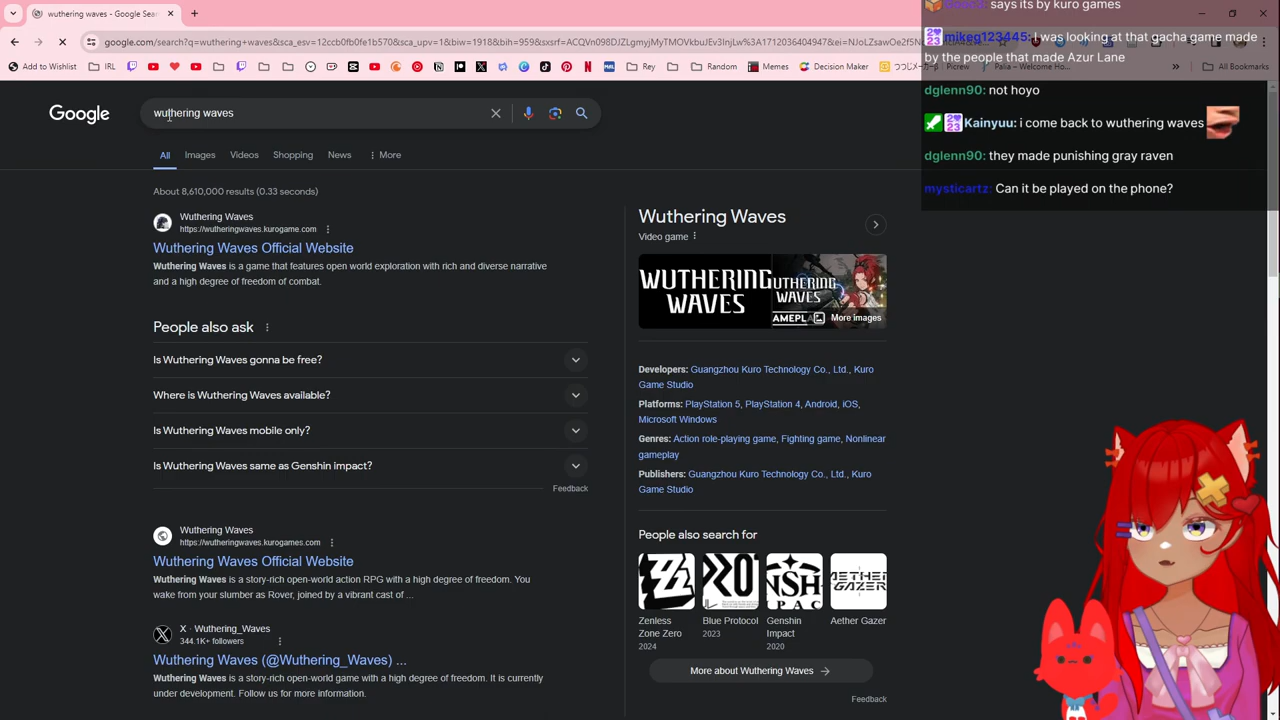 wuthering waves - Google Sear
google.com/search?q=wuthering+waves&sca_esv=12ccb0fb0fe1b570&sca_upv=1&biw=1918&bih=959&sxsrf=
Add to Wishlist
IRL
Rey
Random
Memes
Decision Maker
Picrew
Palia – Welcome Ho...
All Bookmarks
says its by kuro games
mikeg123445: I was looking at that gacha game made
by the people that made Azur Lane
dglenn90: not hoyo
Kainyuu: i come back to wuthering waves
dglenn90: they made punishing gray raven
mysticartz: Can it be played on the phone?
Google
wuthering waves
All
Images
Videos
Shopping
News
More
About 8,610,000 results (0.33 seconds)
Wuthering Waves
https://wutheringwaves.kurogame.com
Wuthering Waves Official Website
Wuthering Waves is a game that features open world exploration with rich and diverse narrative
and a high degree of freedom of combat.
People also ask
Is Wuthering Waves gonna be free?
Where is Wuthering Waves available?
Is Wuthering Waves mobile only?
Is Wuthering Waves same as Genshin impact?
Feedback
Wuthering Waves
https://wutheringwaves.kurogames.com
Wuthering Waves Official Website
Wuthering Waves is a story-rich open-world action RPG with a high degree of freedom. You
wake from your slumber as Rover, joined by a vibrant cast of ...
X · Wuthering_Waves
344.1K+ followers
Wuthering Waves (@Wuthering_Waves) ...
Wuthering Waves is a story-rich open-world game with a high degree of freedom. It is currently
under development. Follow us for more information.
Wuthering Waves
Video game
WUTHERING
WAVES
WUTHERING
WAVES
GAMEPLA
More images
Developers: Guangzhou Kuro Technology Co., Ltd., Kuro
Game Studio
Platforms: PlayStation 5, PlayStation 4, Android, iOS,
Microsoft Windows
Genres: Action role-playing game, Fighting game, Nonlinear
gameplay
Publishers: Guangzhou Kuro Technology Co., Ltd., Kuro
Game Studio
People also search for
Zenless
Zone Zero
2024
Blue Protocol
2023
Genshin
Impact
2020
Aether Gazer
More about Wuthering Waves
Feedback